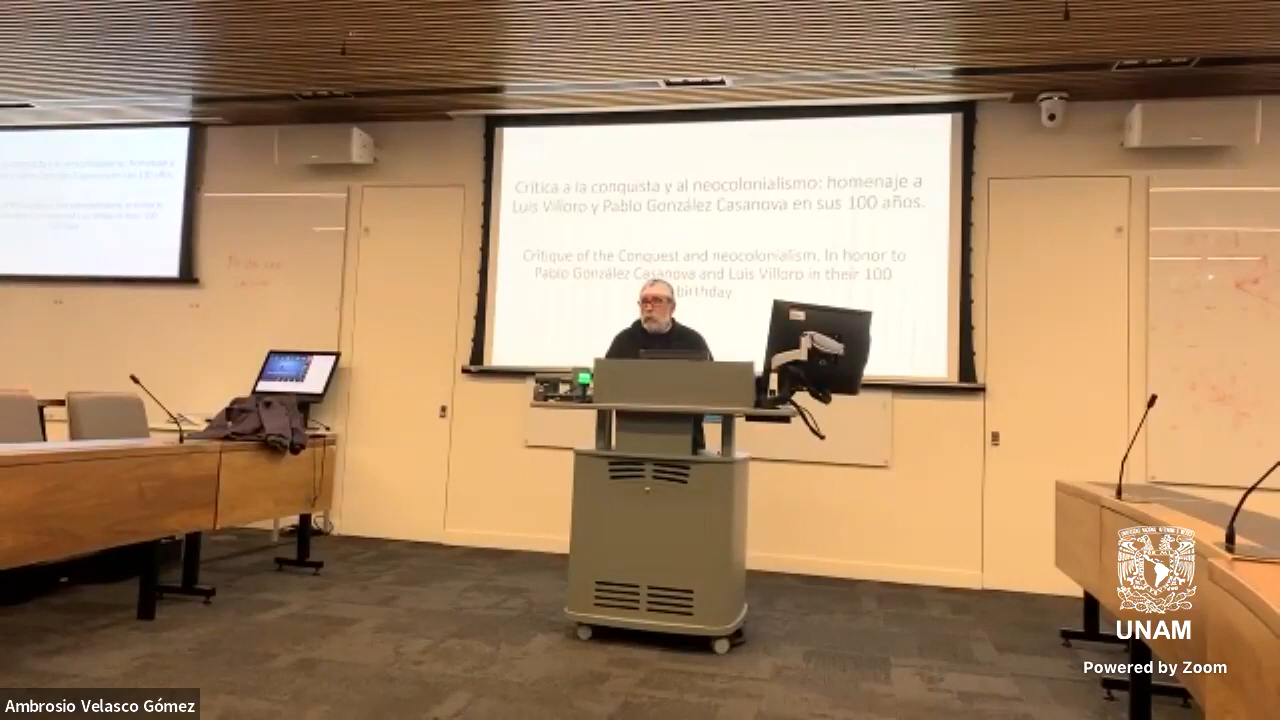 Crítica a la conquista y al neocolonialismo: homenaje a
Luis Villoro y Pablo González Casanova en sus 100 años.
Critique of the Conquest and neocolonialism. In honor to
Pablo González Casanova and Luis Villoro in their 100
birthday
UNAM
Powered by Zoom
Ambrosio Velasco Gómez